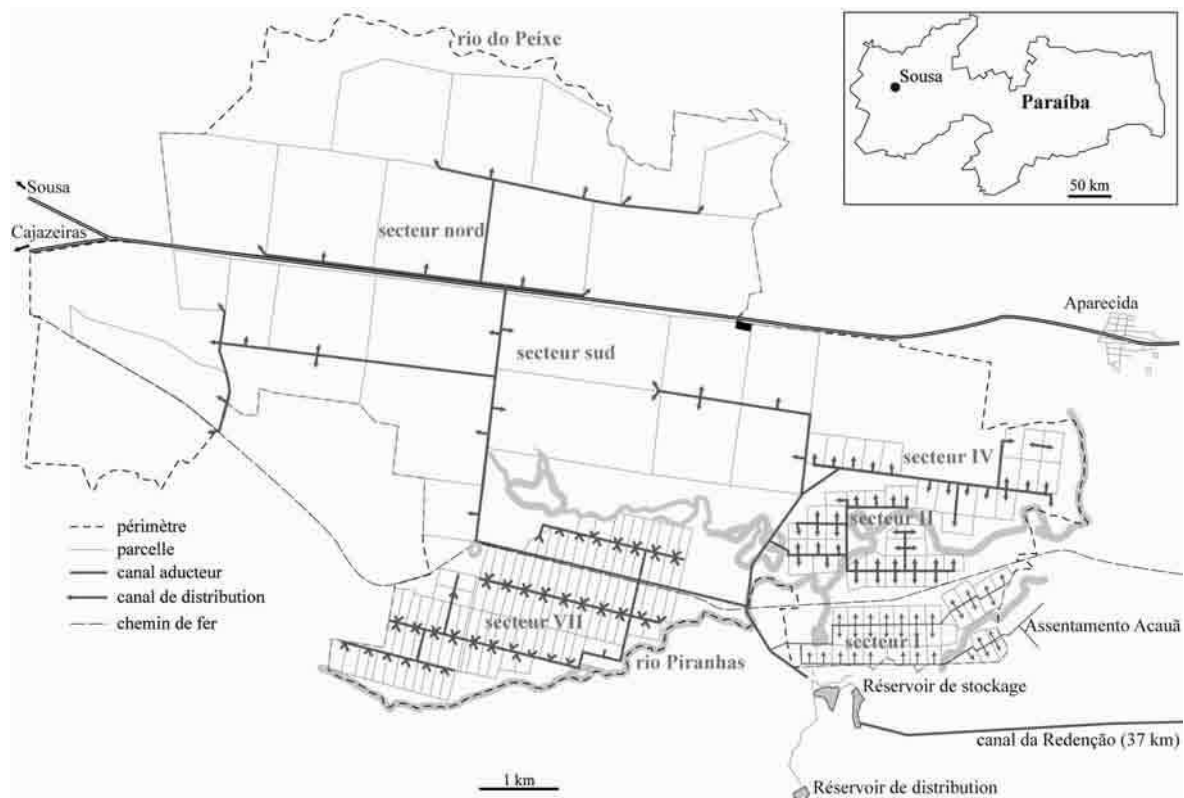 rio do Peixe
Sousa
Paraíba
50 km
Sousa
Cajazeiras
secteur nord
Aparecida
secteur sud
secteur IV
secteur II
périmètre
parcelle
canal aducteur
canal de distribution
chemin de fer
secteur VII
secteur I
Assentamento Acauã
rio Piranhas
Réservoir de stockage
canal da Redenção (37 km)
1 km
Réservoir de distribution